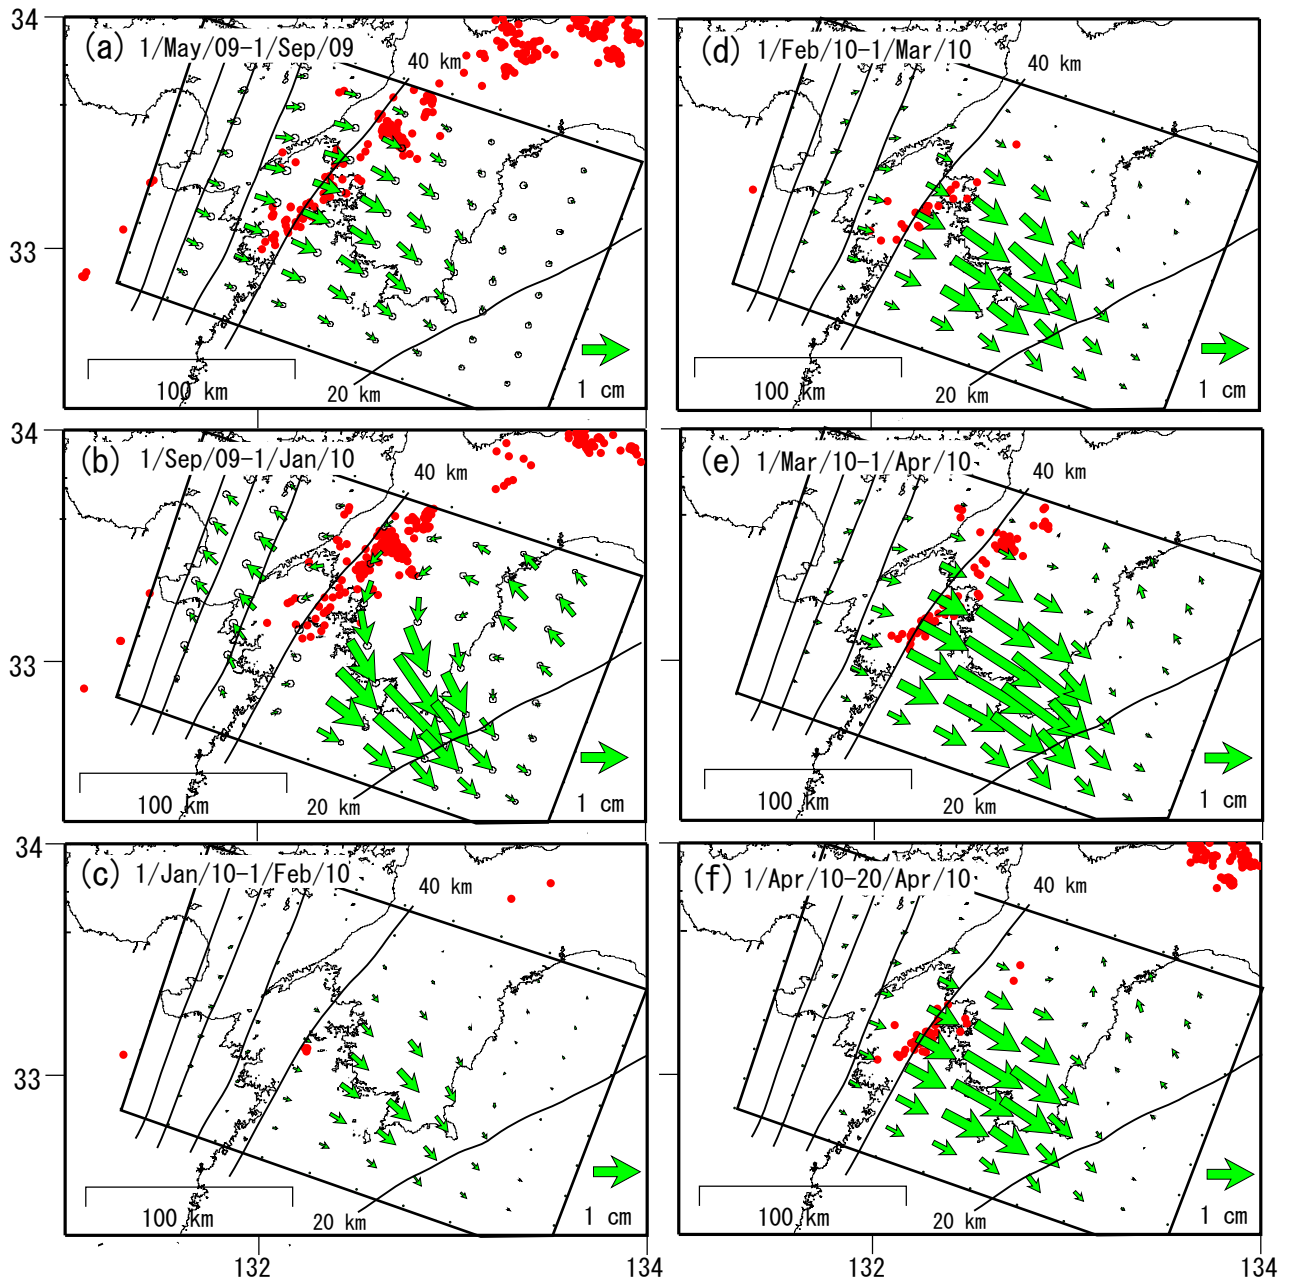 34
(a) 1/May/09-1/Sep/09
40 km
33
100 km
20 km
1 cm
(d) 1/Feb/10-1/Mar/10
40 km
100 km
20 km
1 cm
34
(b) 1/Sep/09-1/Jan/10
40 km
33
100 km
20 km
1 cm
(e) 1/Mar/10-1/Apr/10
40 km
100 km
20 km
1 cm
34
(c) 1/Jan/10-1/Feb/10
40 km
33
100 km
20 km
1 cm
132
134
(f) 1/Apr/10-20/Apr/10
40 km
100 km
20 km
1 cm
132
134